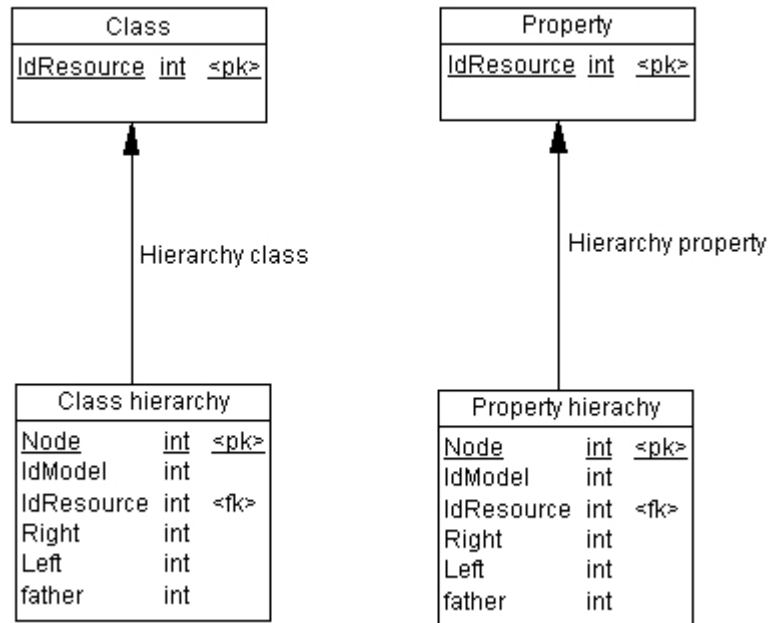 Class
IdResource int <pk>
Property
IdResource int <pk>
Hierarchy class
Hierarchy property
Class hierarchy
Node int <pk>
IdModel int
IdResource int <fk>
Right int
Left int
father int
Property hierachy
Node int <pk>
IdModel int
IdResource int <fk>
Right int
Left int
father int